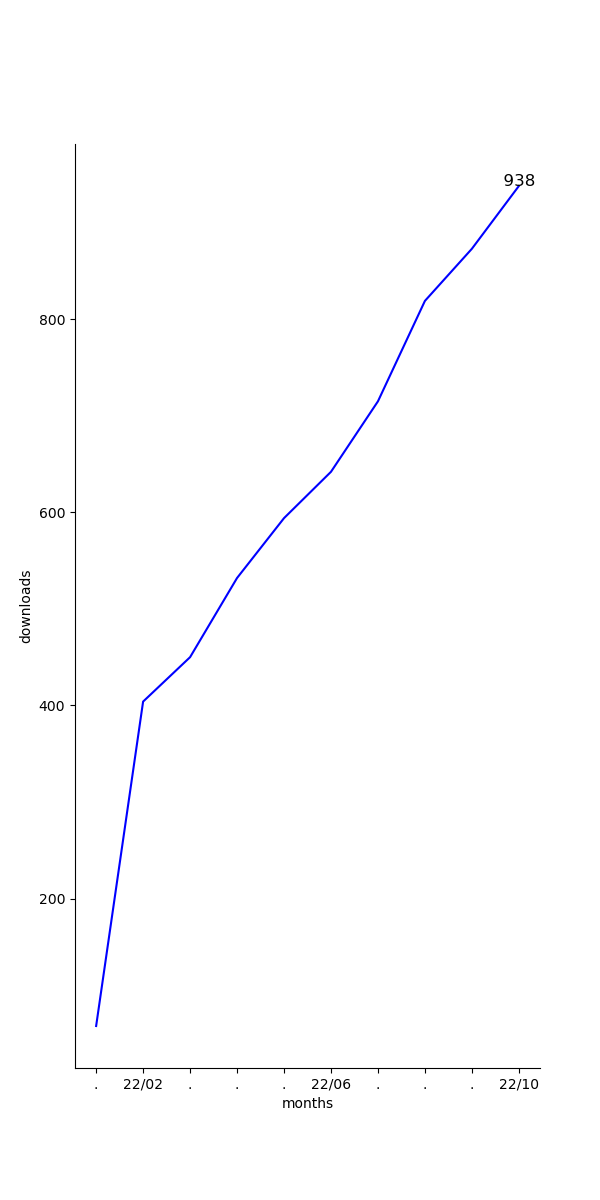 938
800
600
400
200
downloads
. 22/02 . . . 22/06 . . . 22/10
months